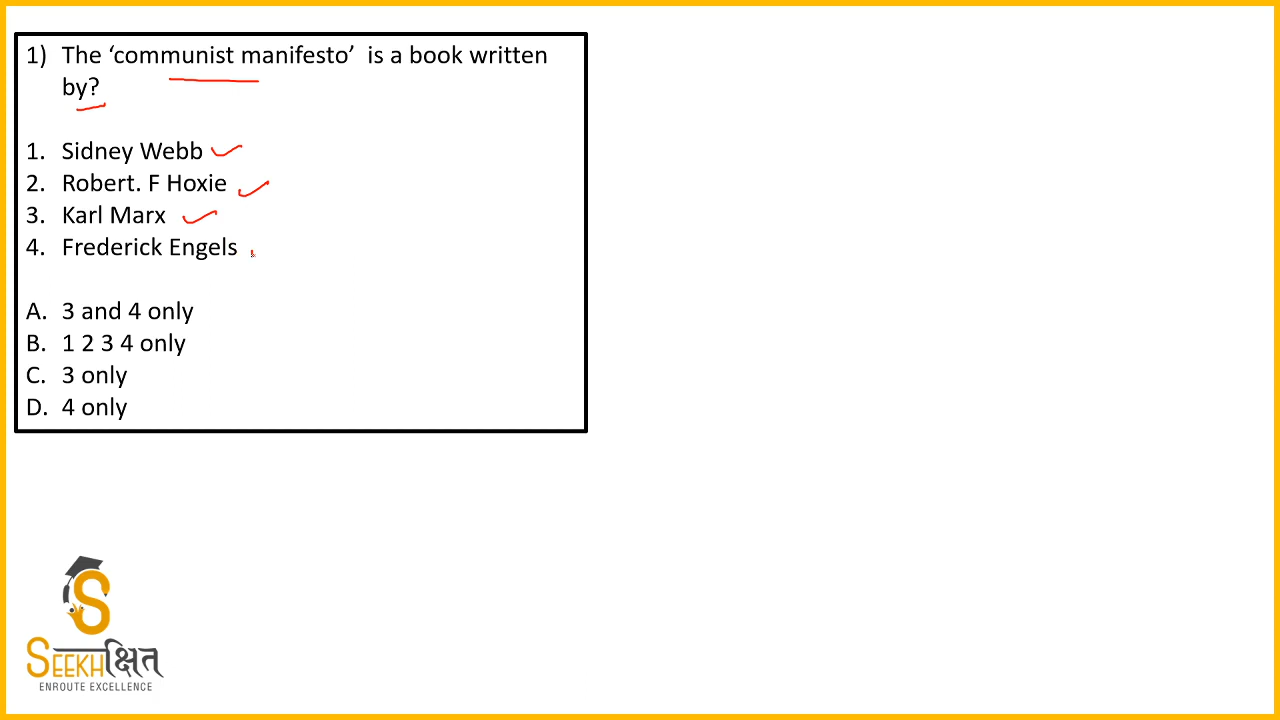 1) The ‘communist manifesto’ is a book written
by?
1. Sidney Webb
2. Robert. F Hoxie
3. Karl Marx
4. Frederick Engels
A. 3 and 4 only
B. 1 2 3 4 only
C. 3 only
D. 4 only
SEEKHक्षित
ENROUTE EXCELLENCE